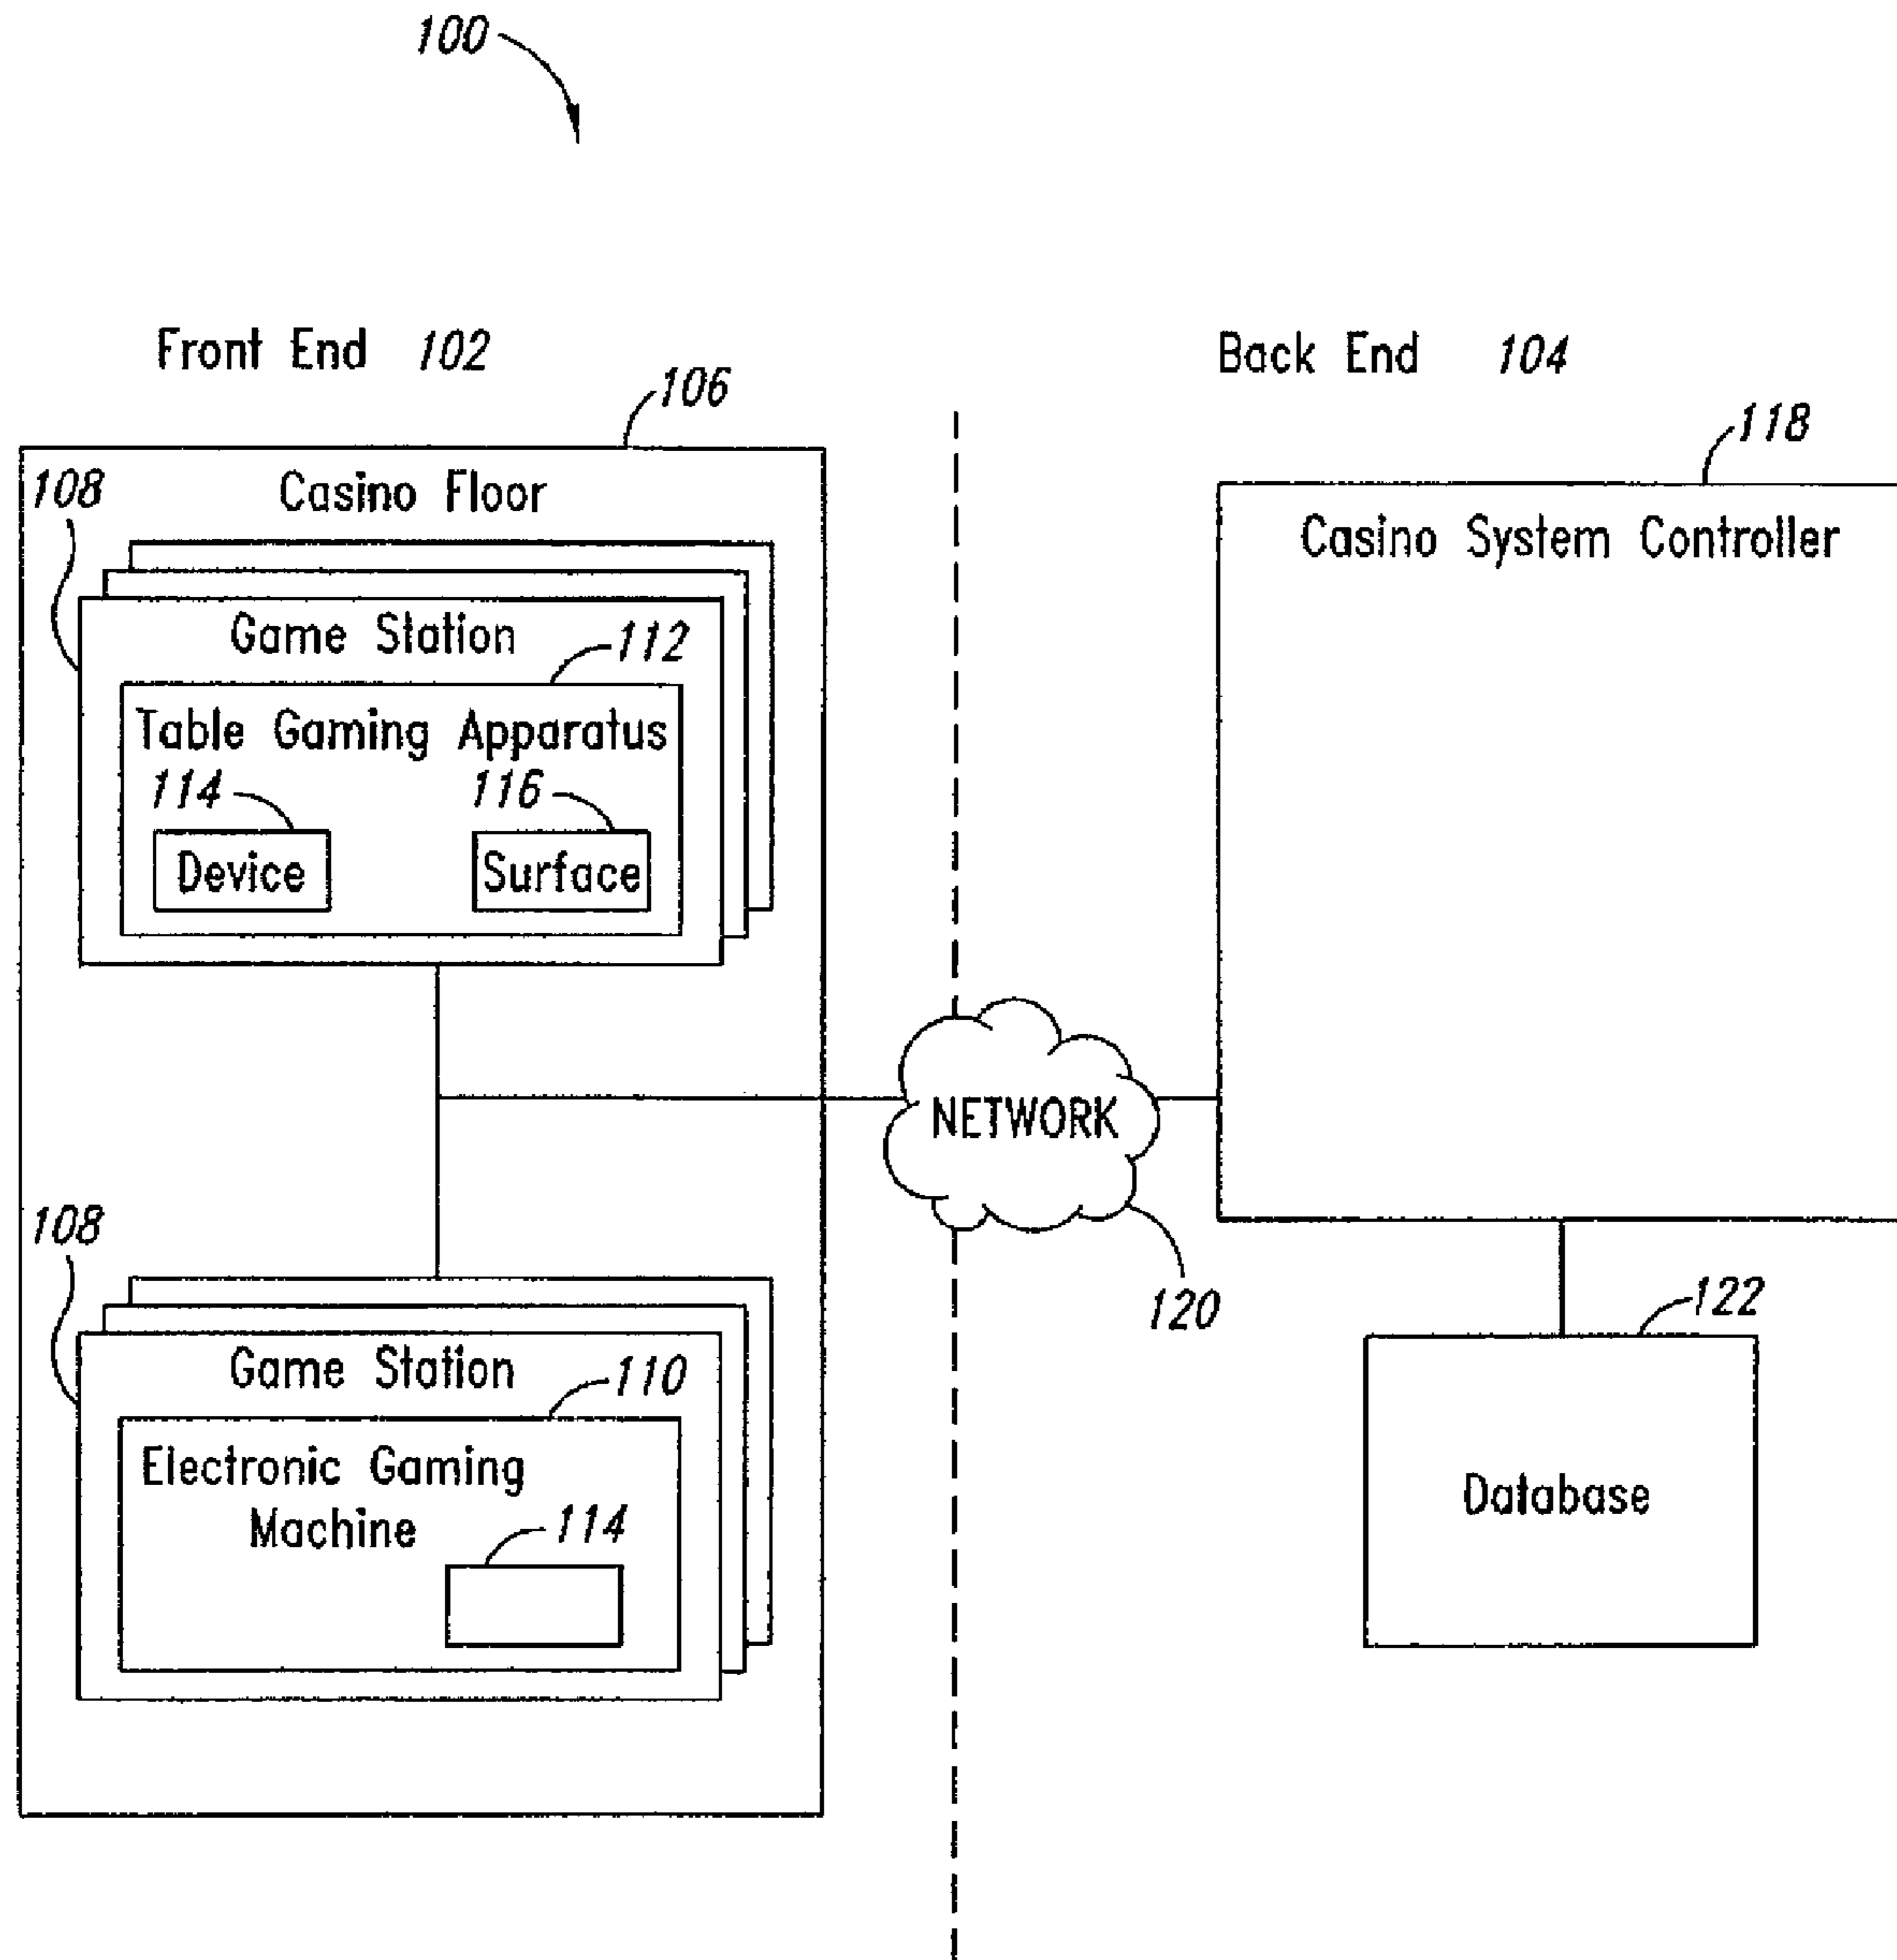 100
Front End 102
Back End 104
106
118
Casino Floor
Casino System Controller
108
Game Station
112
Table Gaming Apparatus
114
116
Device
Surface
NETWORK
120
108
Game Station
110
Electronic Gaming
Machine
114
122
Database